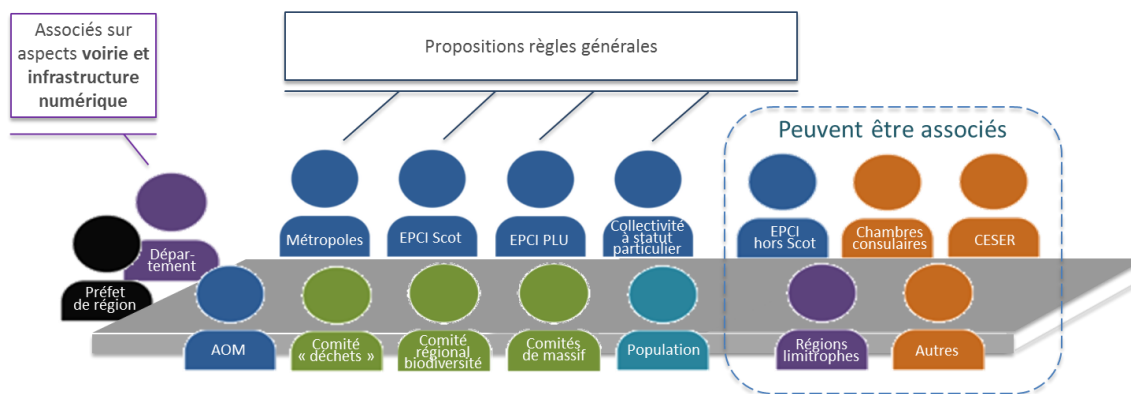 Associés sur
aspects voirie et
infrastructure
numérique
Propositions règles générales
Peuvent être associés
Métropoles
EPCI Scot
EPCI PLU
Collectivité
à statut
particulier
EPCI
hors Scot
Chambres
consulaires
CESER
Dépar-
tement
Préfet
de région
AOM
Comité
« déchets »
Comité
régional
biodiversité
Comités
de massif
Population
Régions
limitrophes
Autres